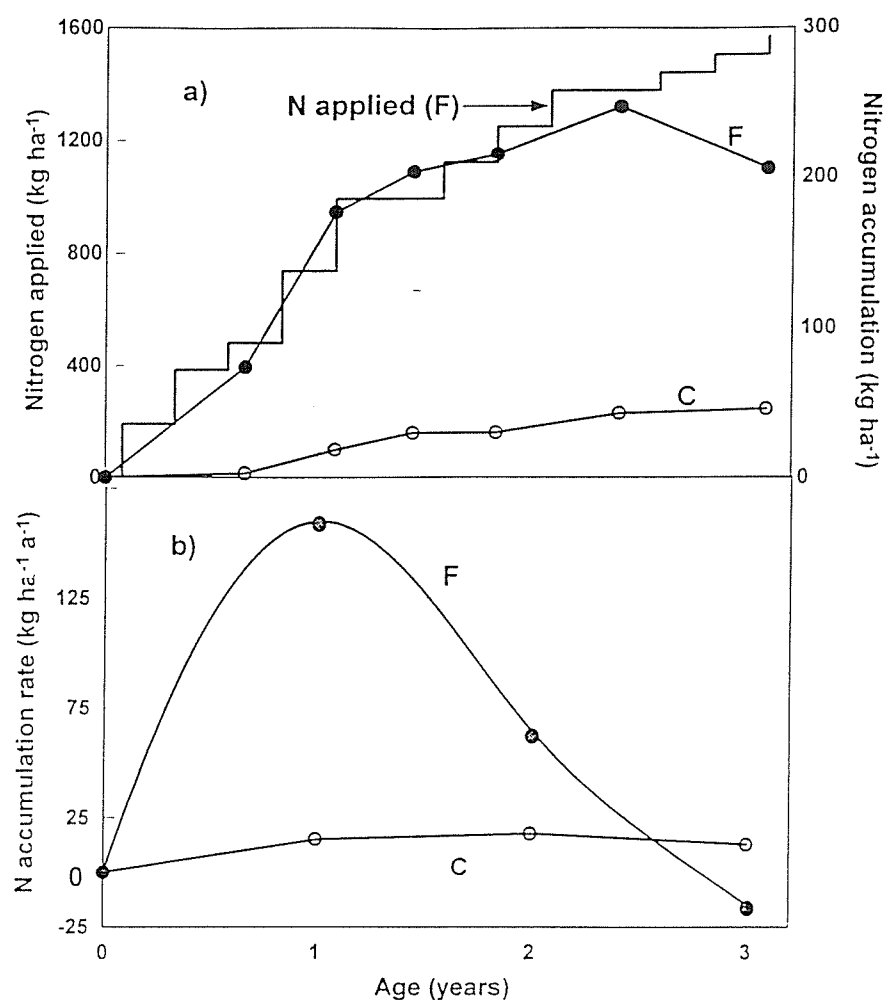 a)
N applied (F)
F
C
Nitrogen applied (kg ha-1)
1600
1200
800
400
0
Nitrogen accumulation (kg ha-1)
300
200
100
0
b)
F
C
N accumulation rate (kg ha-1 a-1)
125
75
25
0
-25
0 1 2 3
Age (years)